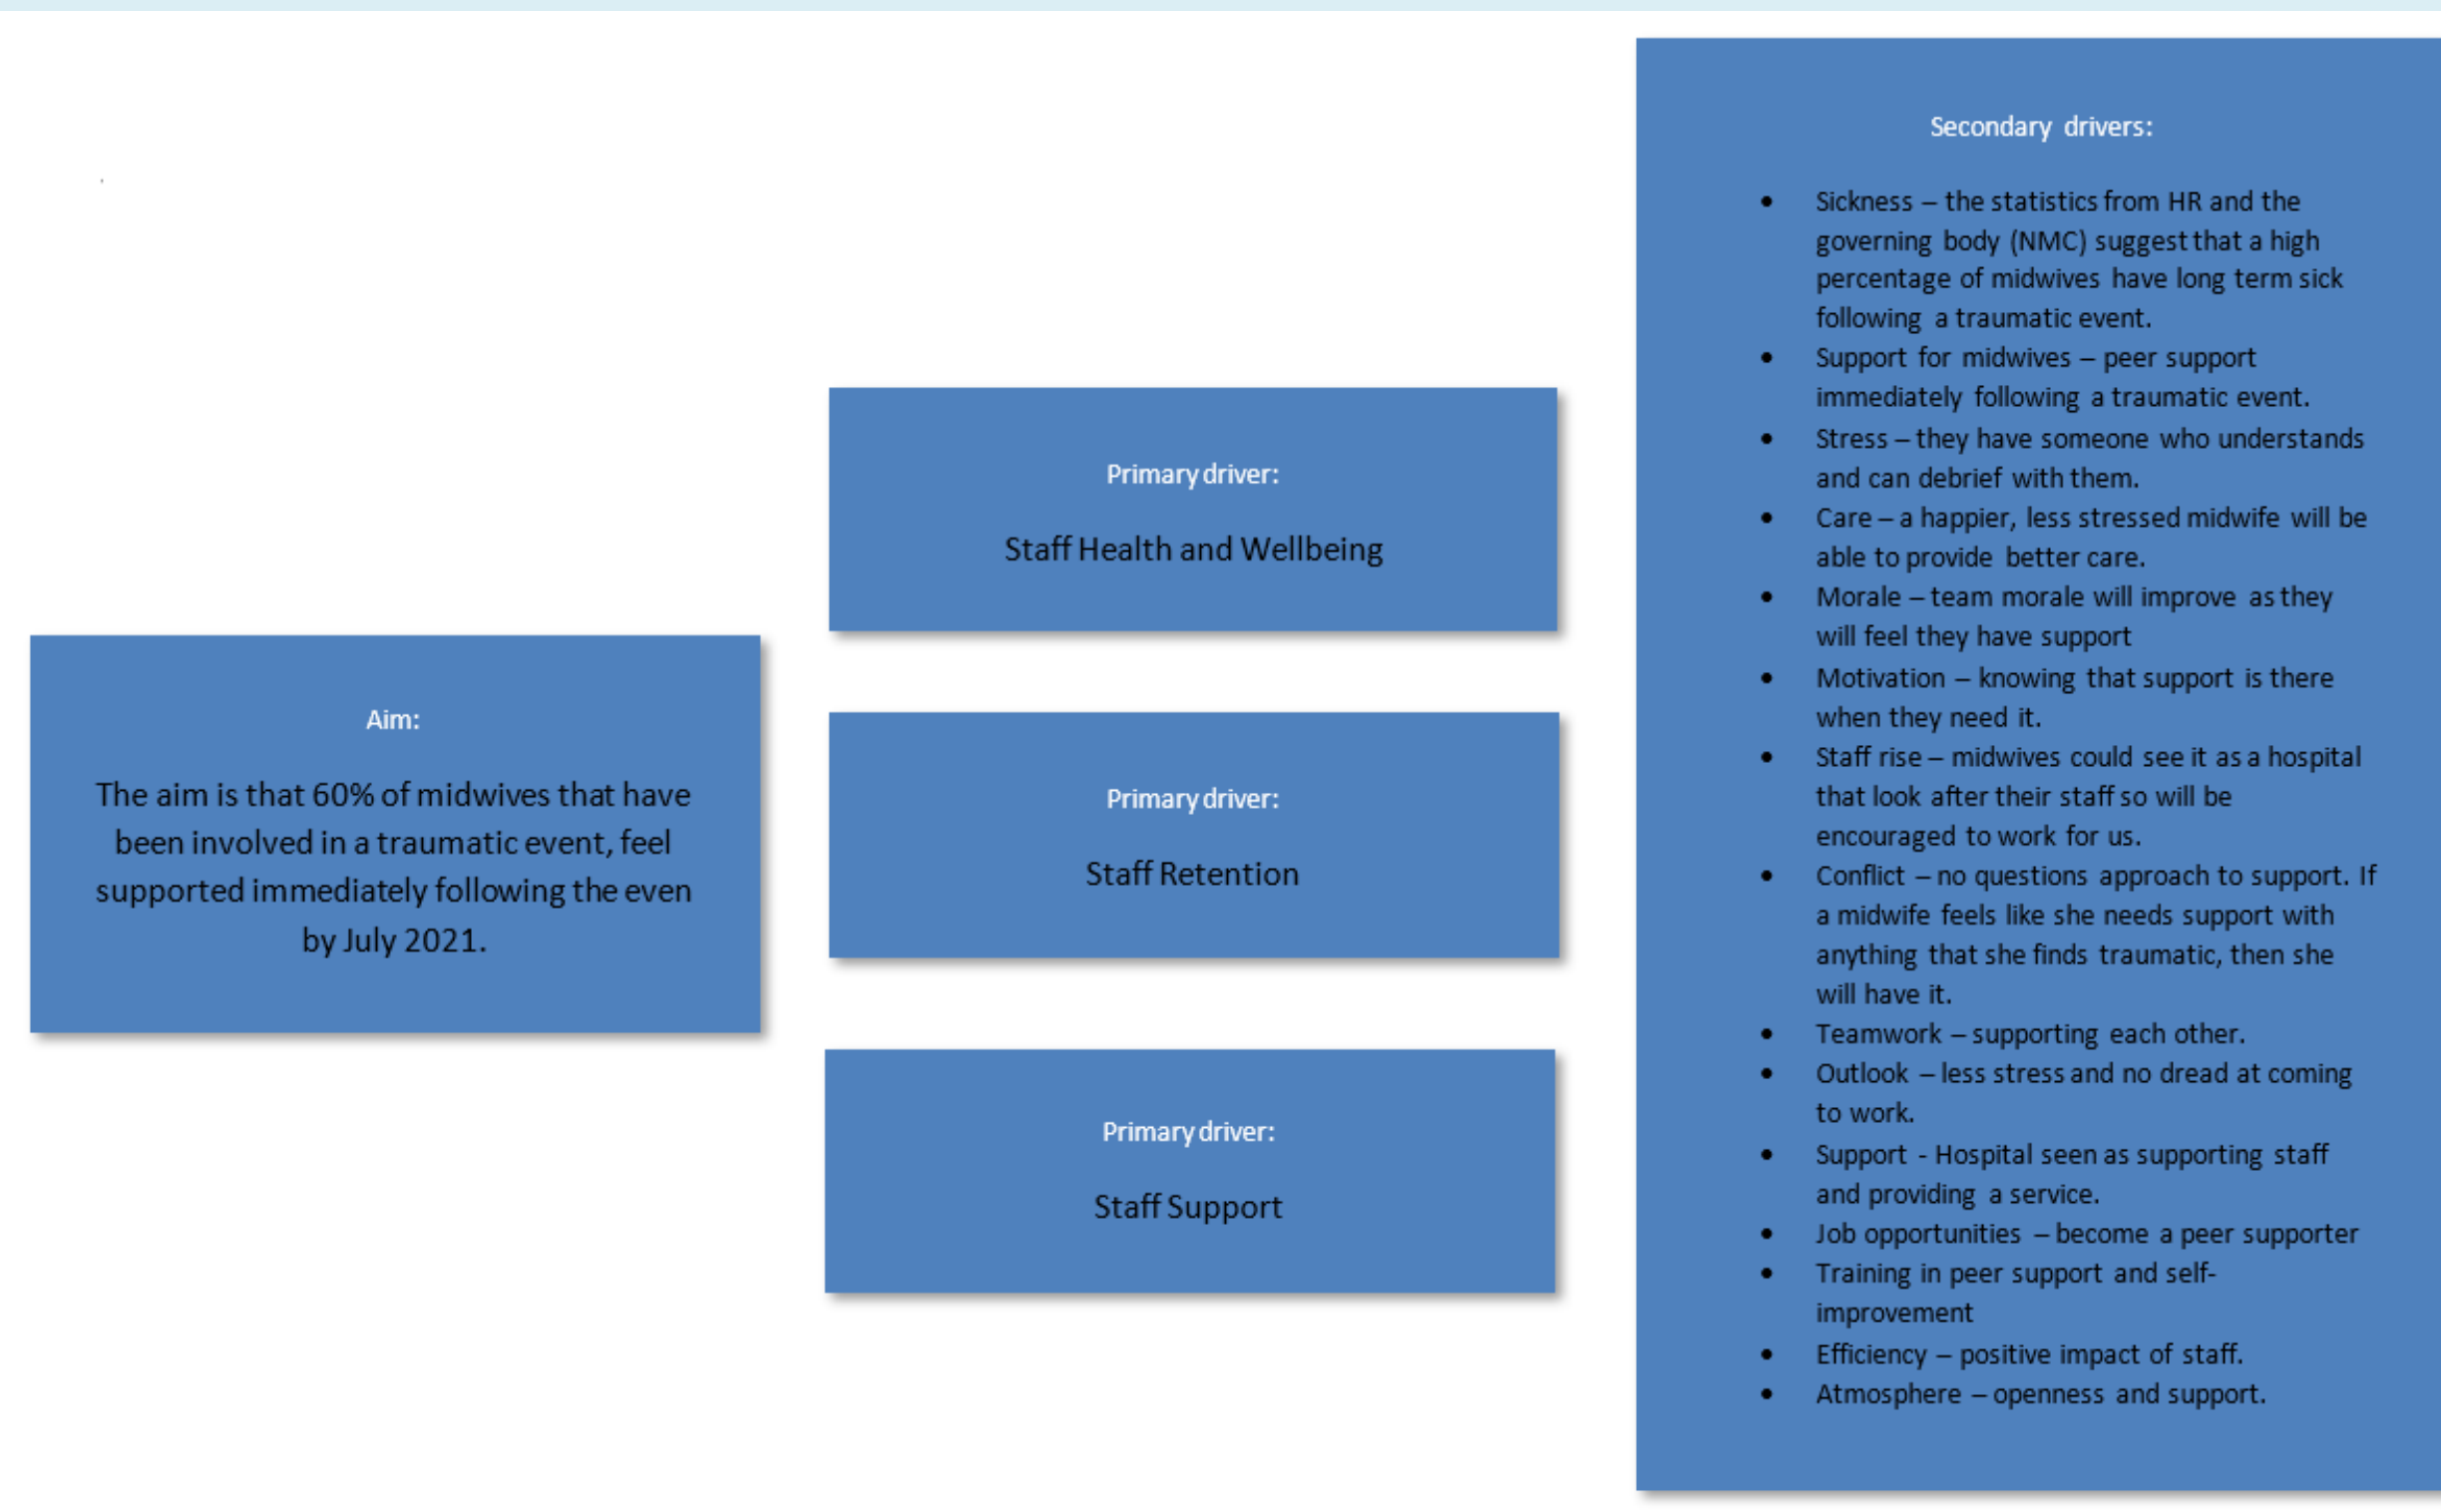 Aim:
The aim is that 60% of midwives that have
been involved in a traumatic event, feel
supported immediately following the even
by July 2021.
Primary driver:
Staff Health and Wellbeing
Primary driver:
Staff Retention
Primary driver:
Staff Support
Secondary drivers:
• Sickness – the statistics from HR and the
governing body (NMC) suggest that a high
percentage of midwives have long term sick
following a traumatic event.
• Support for midwives – peer support
immediately following a traumatic event.
• Stress – they have someone who understands
and can debrief with them.
• Care – a happier, less stressed midwife will be
able to provide better care.
• Morale – team morale will improve as they
will feel they have support
• Motivation – knowing that support is there
when they need it.
• Staff rise – midwives could see it as a hospital
that look after their staff so will be
encouraged to work for us.
• Conflict – no questions approach to support. If
a midwife feels like she needs support with
anything that she finds traumatic, then she
will have it.
• Teamwork – supporting each other.
• Outlook – less stress and no dread at coming
to work.
• Support - Hospital seen as supporting staff
and providing a service.
• Job opportunities – become a peer supporter
• Training in peer support and self-
improvement
• Efficiency – positive impact of staff.
• Atmosphere – openness and support.